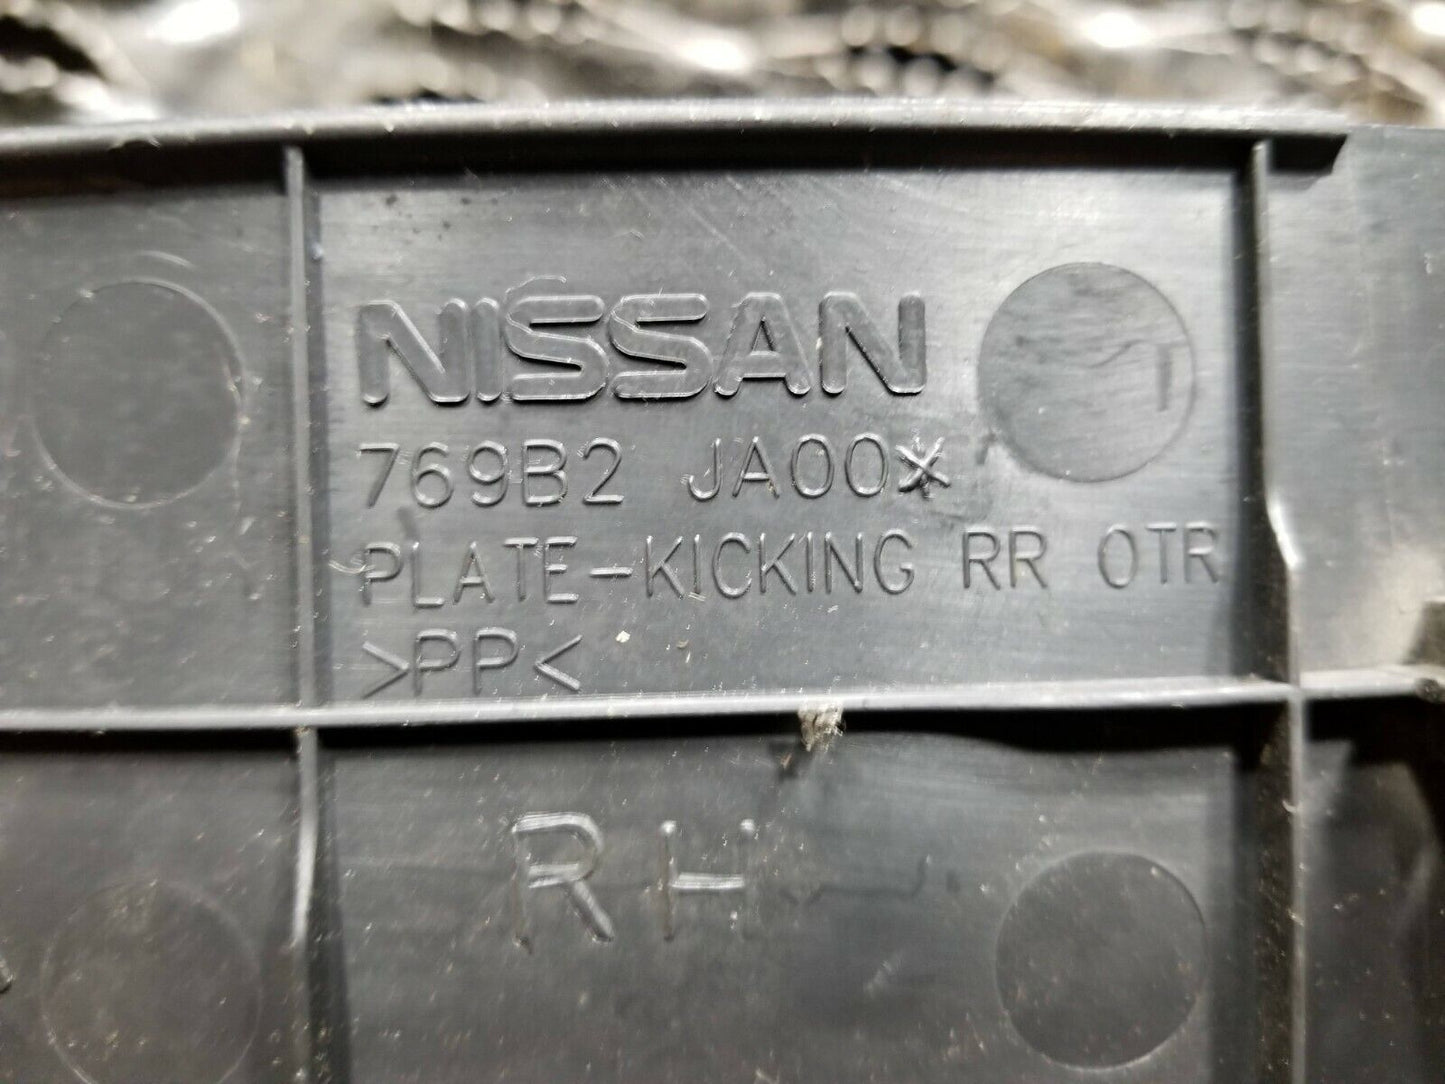 NISSAN
769B2 JA00*
PLATE-KICKING RR OTR
>PP<
T
RH